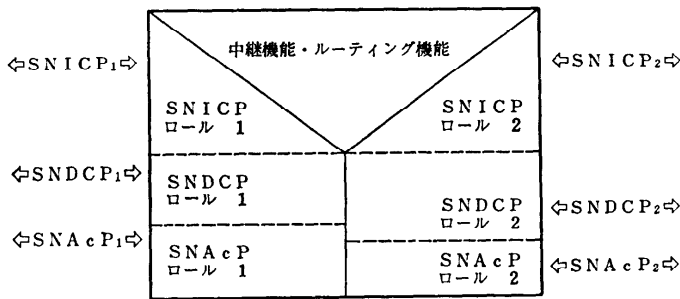 中継機能・ルーティング機能
⇦SNICP₁⇨
⇦SNICP₂⇨
SNICP
ロール 1
SNICP
ロール 2
⇦SNDCP₁⇨
SNDCP
ロール 1
SNDCP
ロール 2
⇦SNDCP₂⇨
⇦SNAcP₁⇨
SNAcP
ロール 1
SNAcP
ロール 2
⇦SNAcP₂⇨